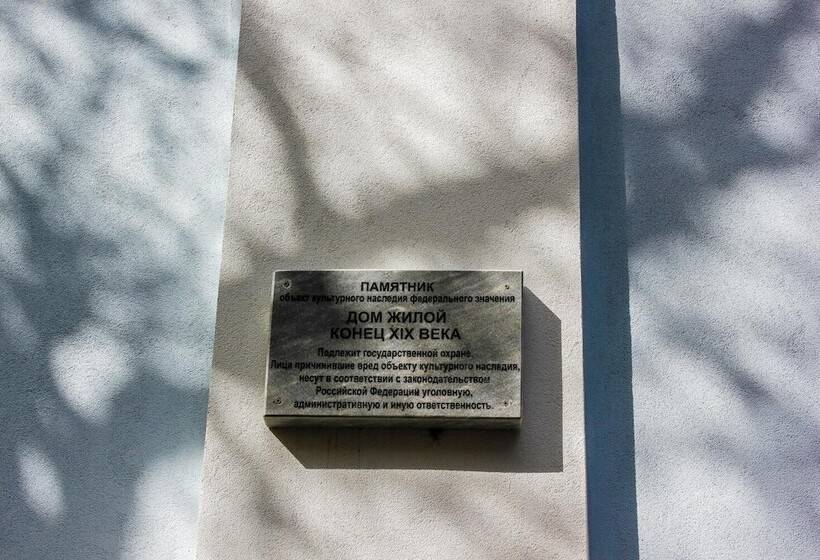 ПАМЯТНИК
объект культурного наследия федерального значения
ДОМ ЖИЛОЙ
КОНЕЦ XIX ВЕКА
Подлежит государственной охране.
Лица причинившие вред объекту культурного наследия,
несут в соответствии с законодательством
Российской Федерации уголовную,
административную и иную ответственность.